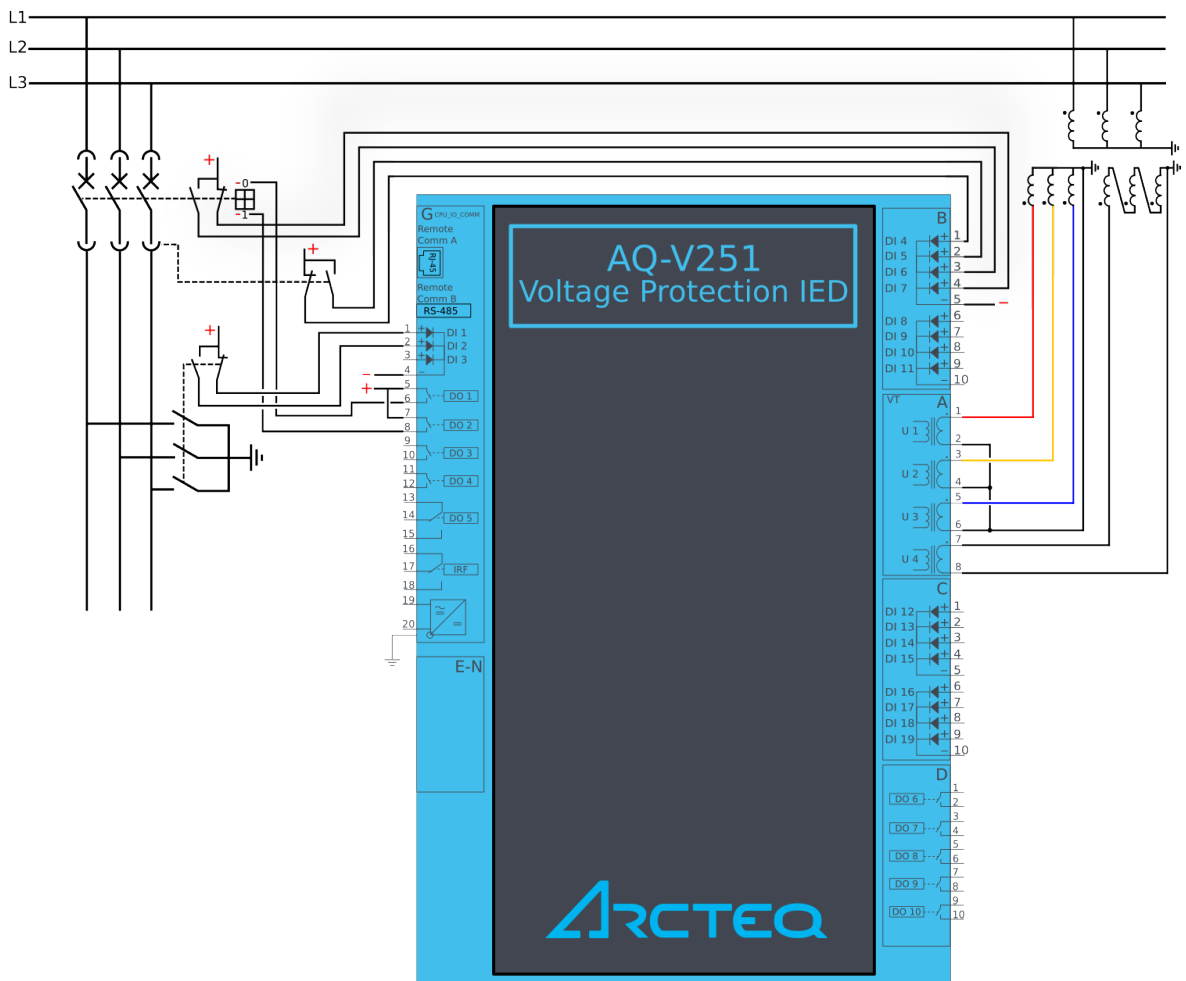 L1
L2
L3
+
-0
-1
+
+
G CPU_IO_COMM
Remote
Comm A
RJ-45
Remote
Comm B
RS-485
1 + DI 1
2 + DI 2
3 + DI 3
- 4 -
+ 5
6 DO 1
7
8 DO 2
9
10 DO 3
11
12 DO 4
13
14 DO 5
15
16
17 IRF
18
19
20
E-N
AQ-V251
Voltage Protection IED
ARCTEQ
B
DI 4 + 1
DI 5 + 2
DI 6 + 3
DI 7 + 4
- 5 -
DI 8 + 6
DI 9 + 7
DI 10 + 8
DI 11 + 9
- 10
VT A
1
U 1
2
3
U 2
4
5
U 3
6
7
U 4
8
C
DI 12 + 1
DI 13 + 2
DI 14 + 3
DI 15 + 4
- 5
DI 16 + 6
DI 17 + 7
DI 18 + 8
DI 19 + 9
- 10
D
1
DO 6 2
3
DO 7 4
5
DO 8 6
7
DO 9 8
9
DO 10 10